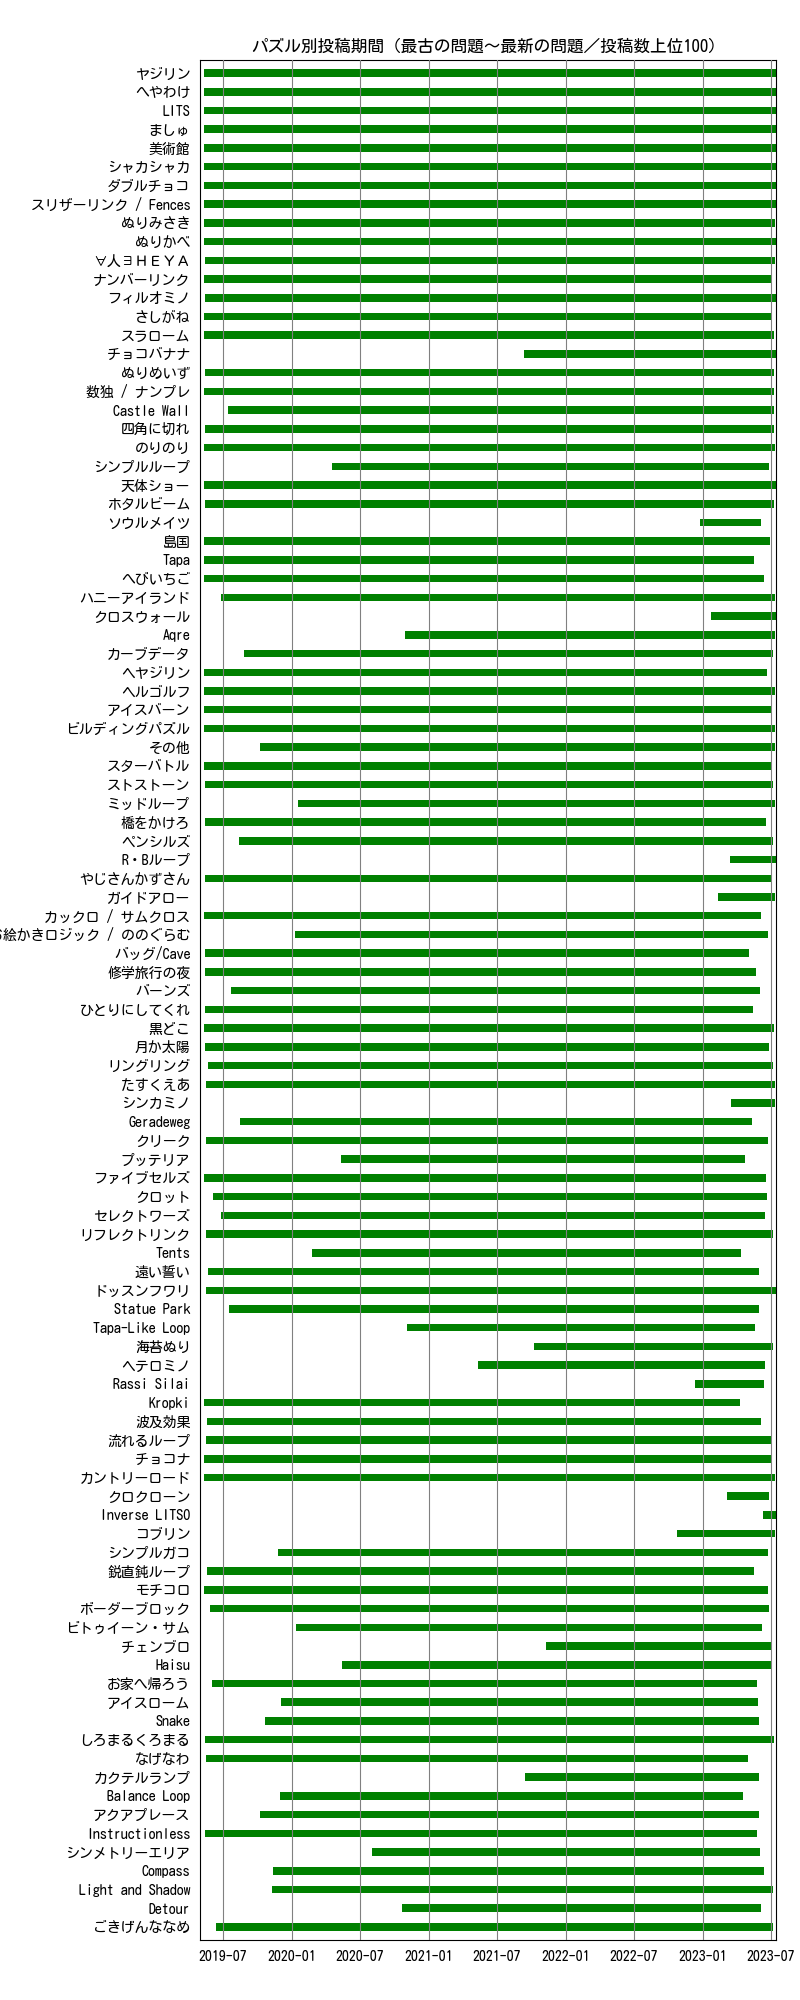 パズル別投稿期間（最古の問題～最新の問題／投稿数上位100）
ヤジリン
へやわけ
LITS
ましゅ
美術館
シャカシャカ
ダブルチョコ
スリザーリンク / Fences
ぬりみさき
ぬりかべ
∀人ヨＨＥＹＡ
ナンバーリンク
フィルオミノ
さしがね
スラローム
チョコバナナ
ぬりめいず
数独 / ナンプレ
Castle Wall
四角に切れ
のりのり
シンプルループ
天体ショー
ホタルビーム
ソウルメイツ
島国
Tapa
へびいちご
ハニーアイランド
クロスウォール
Aqre
カーブデータ
ヘヤジリン
ヘルゴルフ
アイスバーン
ビルディングパズル
その他
スターバトル
ストストーン
ミッドループ
橋をかけろ
ペンシルズ
R・Bループ
やじさんかずさん
ガイドアロー
カックロ / サムクロス
絵かきロジック / ののぐらむ
バッグ/Cave
修学旅行の夜
バーンズ
ひとりにしてくれ
黒どこ
月か太陽
リングリング
たすくえあ
シンカミノ
Geradeweg
クリーク
プッテリア
ファイブセルズ
クロット
セレクトワーズ
リフレクトリンク
Tents
遠い誓い
ドッスンフワリ
Statue Park
Tapa-Like Loop
海苔ぬり
ヘテロミノ
Rassi Silai
Kropki
波及効果
流れるループ
チョコナ
カントリーロード
クロクローン
Inverse LITSO
コブリン
シンプルガコ
鋭直鈍ループ
モチコロ
ボーダーブロック
ビトゥイーン・サム
チェンブロ
Haisu
お家へ帰ろう
アイスローム
Snake
しろまるくろまる
なげなわ
カクテルランプ
Balance Loop
アクアプレース
Instructionless
シンメトリーエリア
Compass
Light and Shadow
Detour
ごきげんななめ
2019-07 2020-01 2020-07 2021-01 2021-07 2022-01 2022-07 2023-01 2023-07